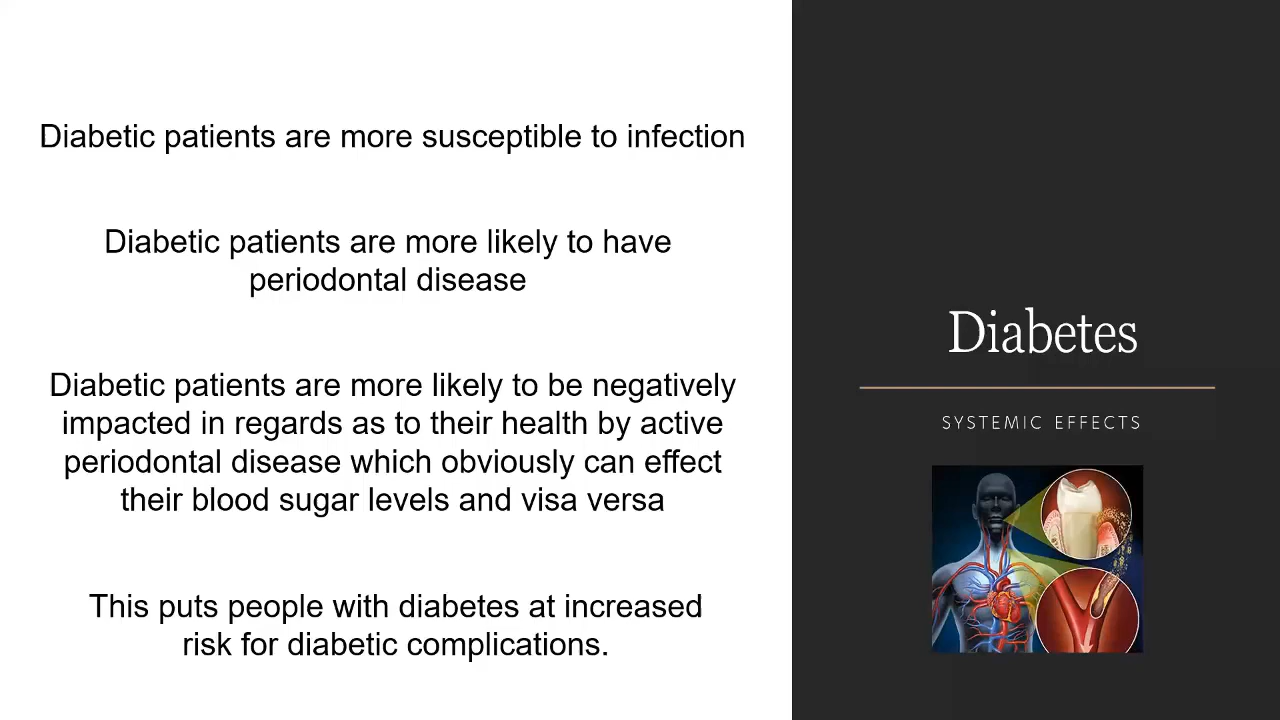 Diabetic patients are more susceptible to infection
Diabetic patients are more likely to have
periodontal disease
Diabetic patients are more likely to be negatively
impacted in regards as to their health by active
periodontal disease which obviously can effect
their blood sugar levels and visa versa
This puts people with diabetes at increased
risk for diabetic complications.
Diabetes
SYSTEMIC EFFECTS